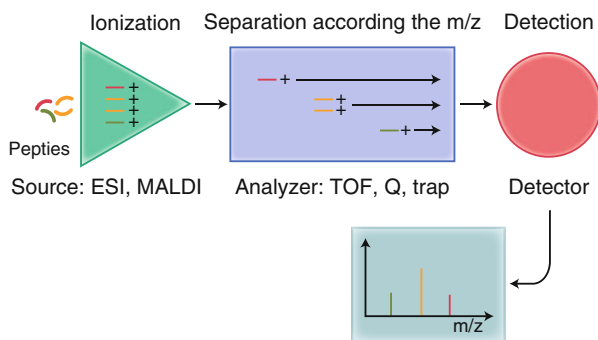 Ionization
Separation according the m/z
Detection
+
+
+
+
+
+
+
+
Pepties
Source: ESI, MALDI
Analyzer: TOF, Q, trap
Detector
m/z